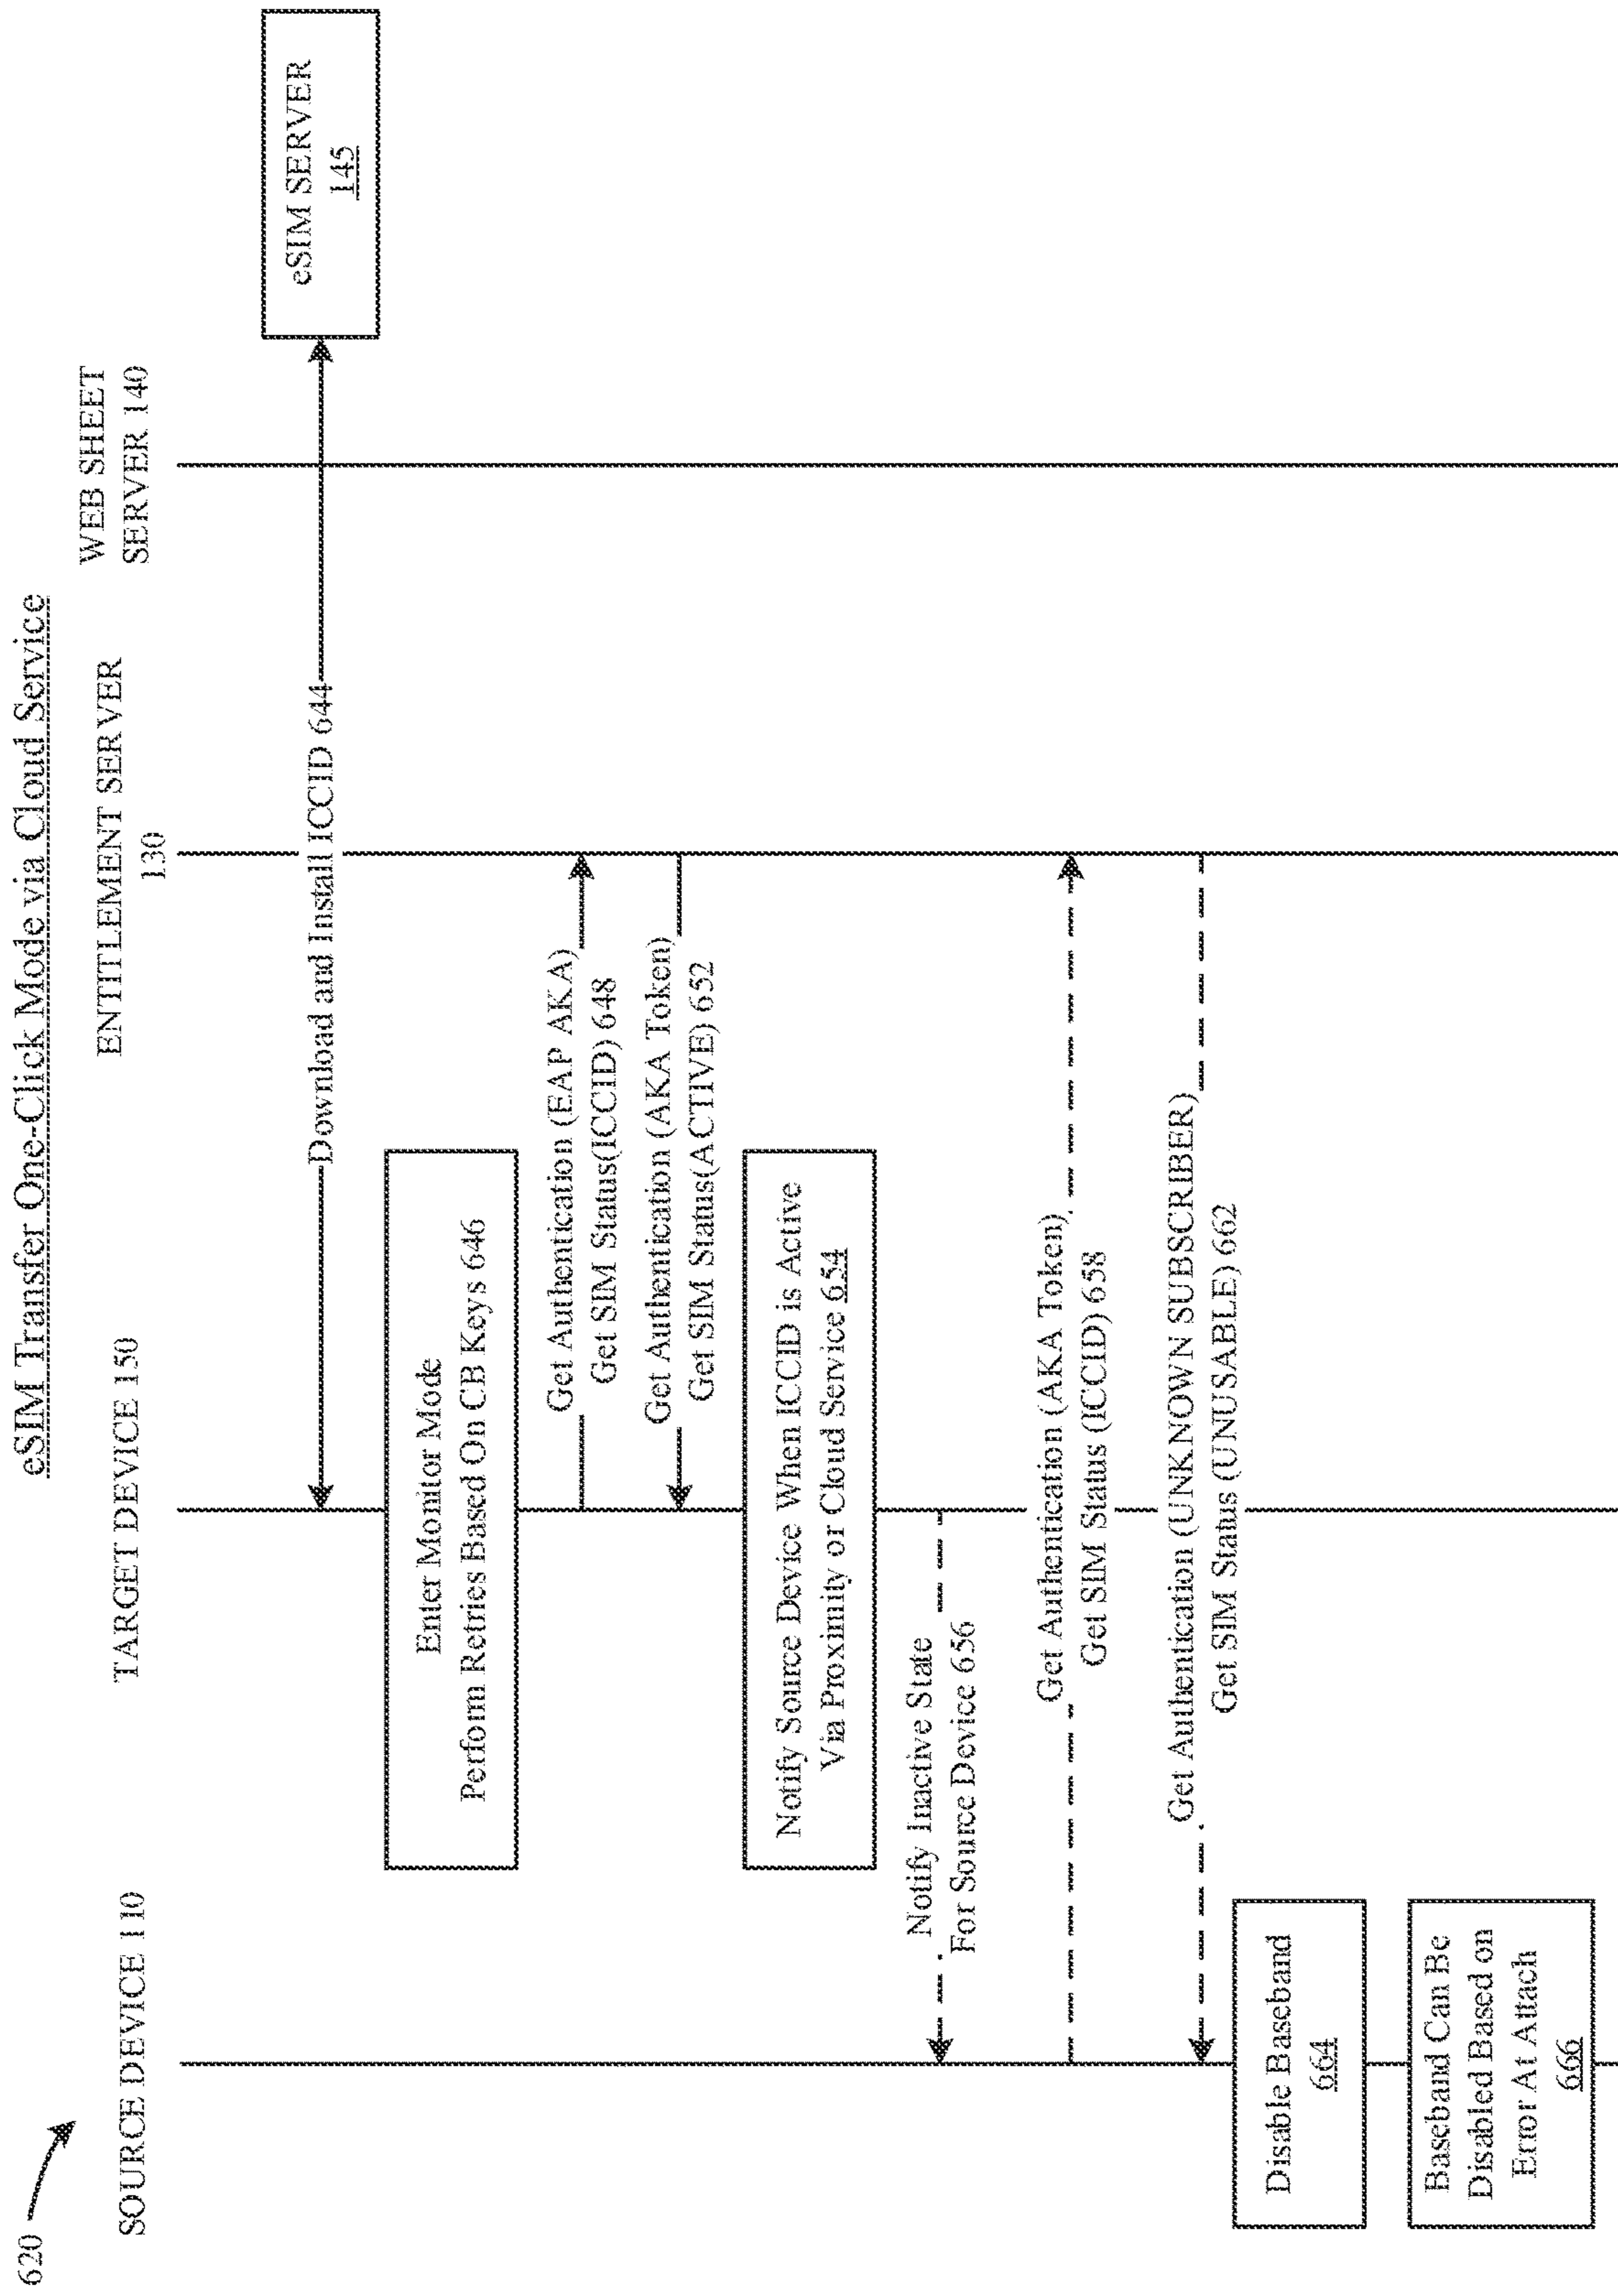 620
eSIM Transfer One-Click Mode via Cloud Service
SOURCE DEVICE 110
TARGET DEVICE 150
ENTITLEMENT SERVER
130
WEB SHEET
SERVER 140
eSIM SERVER
145
Download and Install ICCID 644
Enter Monitor Mode
Perform Retries Based On CB Keys 646
Get Authentication (EAP AKA)
Get SIM Status(ICCID) 648
Get Authentication (AKA Token)
Get SIM Status(ACTIVE) 652
Notify Source Device When ICCID is Active
Via Proximity or Cloud Service 654
Notify Inactive State
For Source Device 656
Get Authentication (AKA Token)
Get SIM Status (ICCID) 658
Get Authentication (UNKNOWN SUBSCRIBER)
Get SIM Status (UNUSABLE) 662
Disable Baseband
664
Baseband Can Be
Disabled Based on
Error At Attach
666